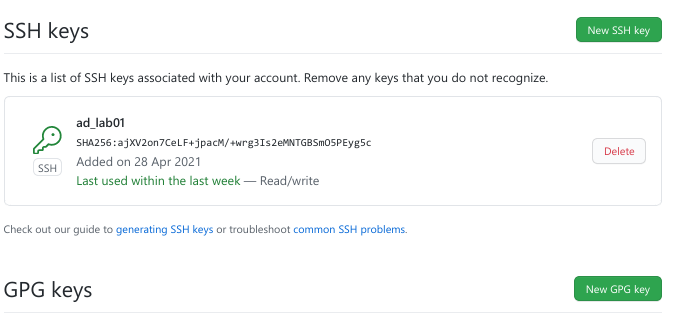 SSH keys
New SSH key
This is a list of SSH keys associated with your account. Remove any keys that you do not recognize.
ad_lab01
SHA256:ajXV2on7CeLF+jpacM/+wrg3Is2eMNTGBSmO5PEyg5c
SSH
Added on 28 Apr 2021
Last used within the last week — Read/write
Delete
Check out our guide to generating SSH keys or troubleshoot common SSH problems.
GPG keys
New GPG key